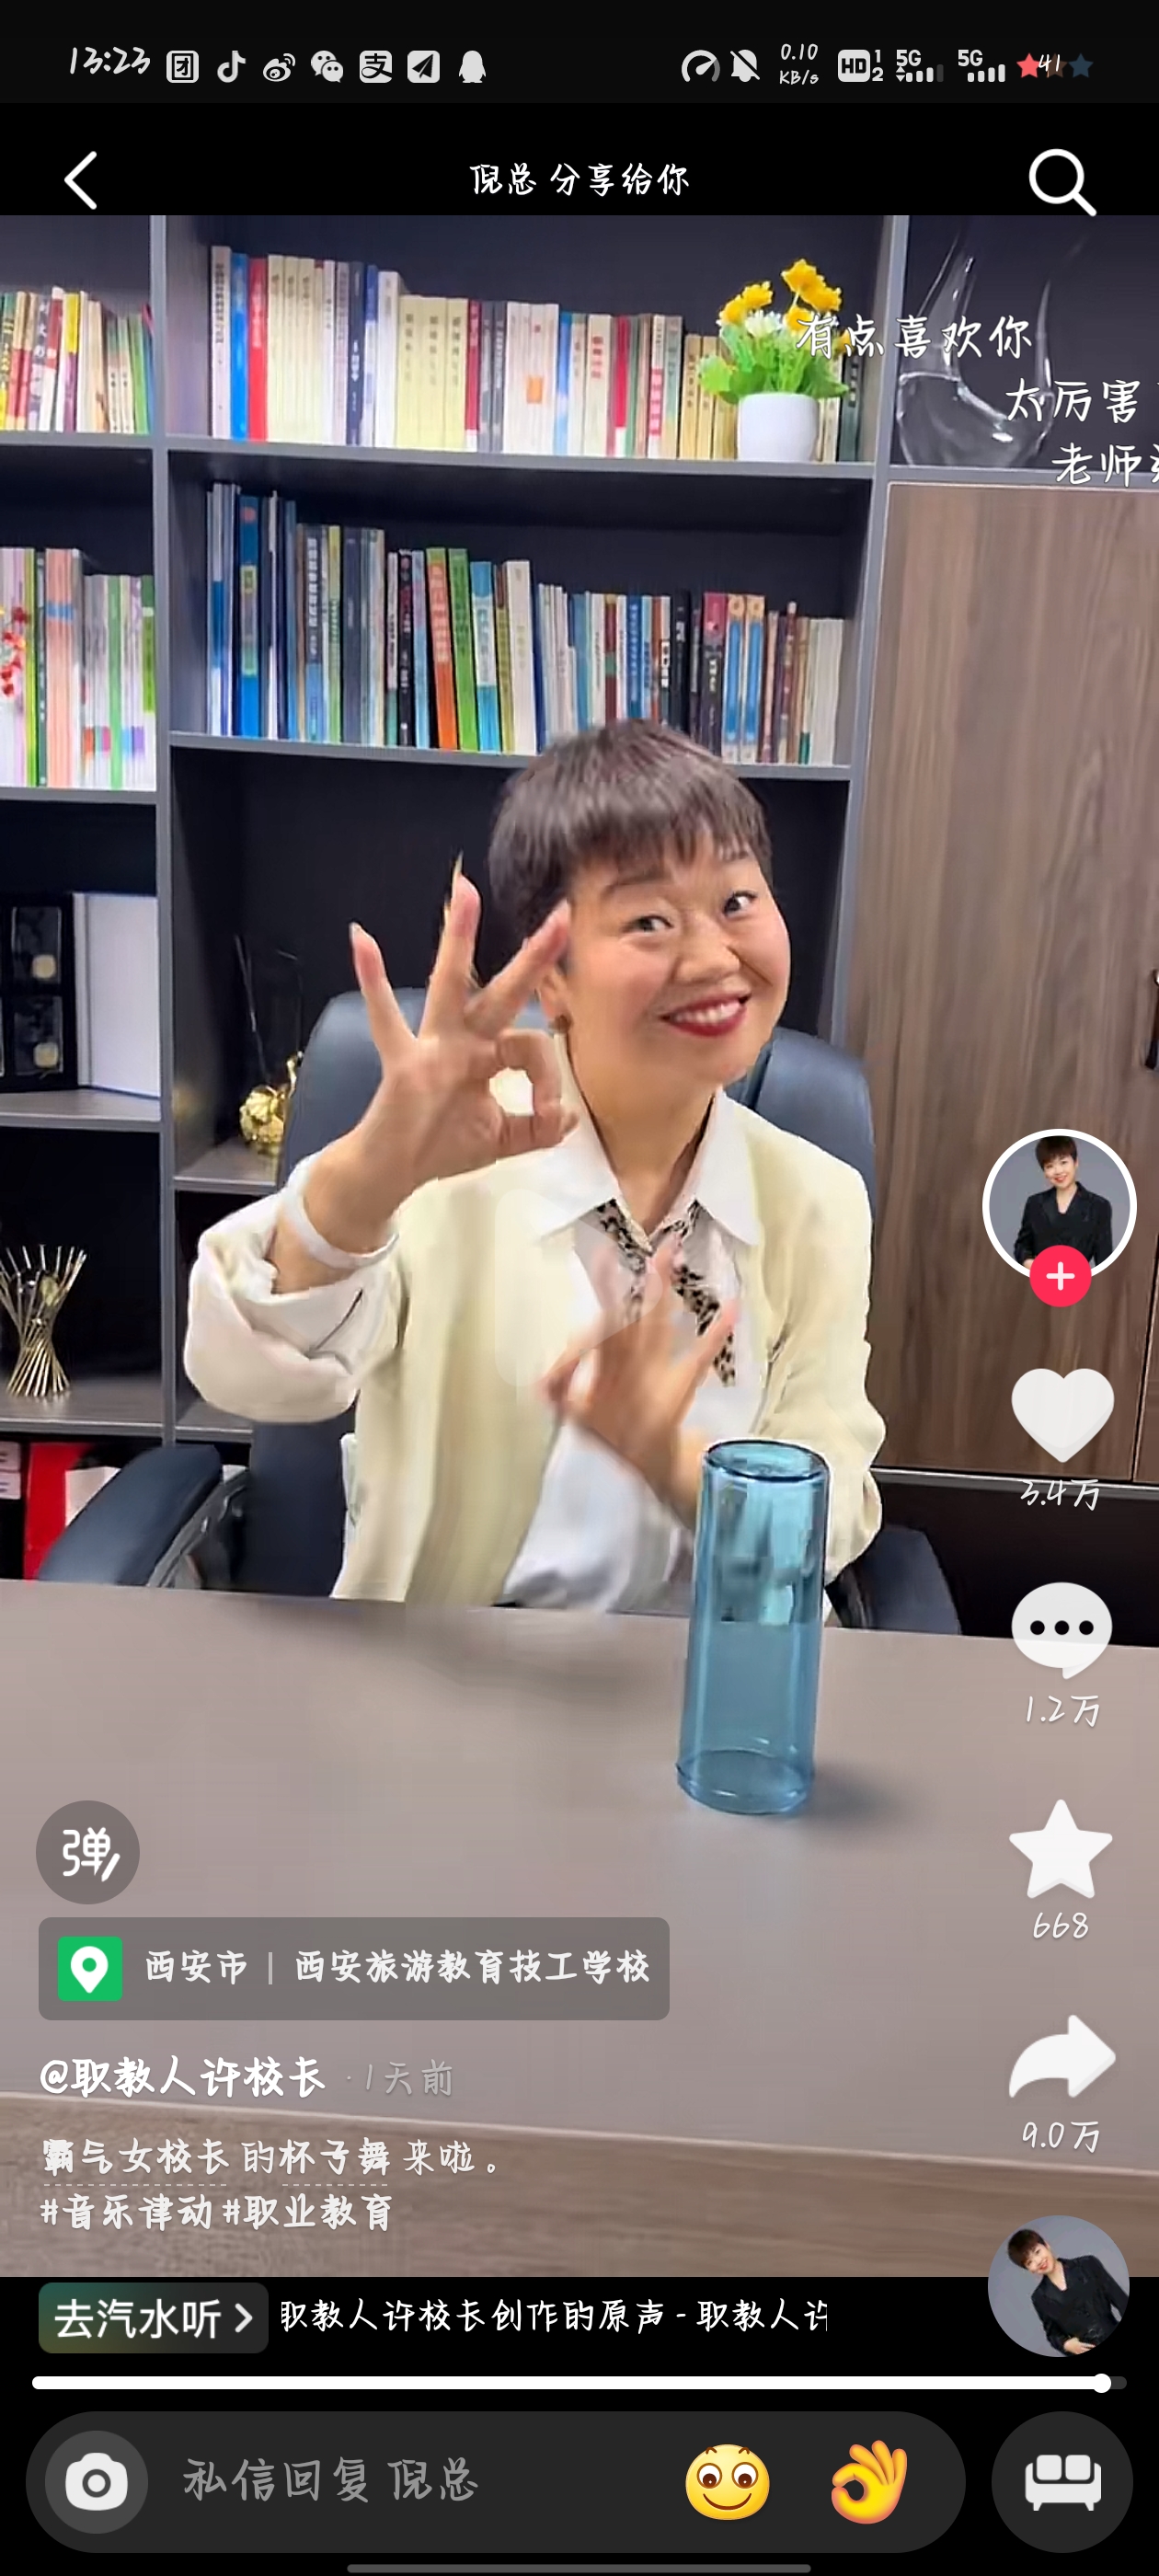 13:23
0.10
KB/s
HD 1 2
5G
5G
41
倪总 分享给你
有点喜欢你
太厉害
老师
3.4万
1.2万
668
9.0万
弹
西安市 | 西安旅游教育技工学校
@职教人许校长 · 1天前
霸气女校长的杯子舞来啦。
#音乐律动 #职业教育
去汽水听 >
职教人许校长创作的原声 - 职教人许
私信回复 倪总